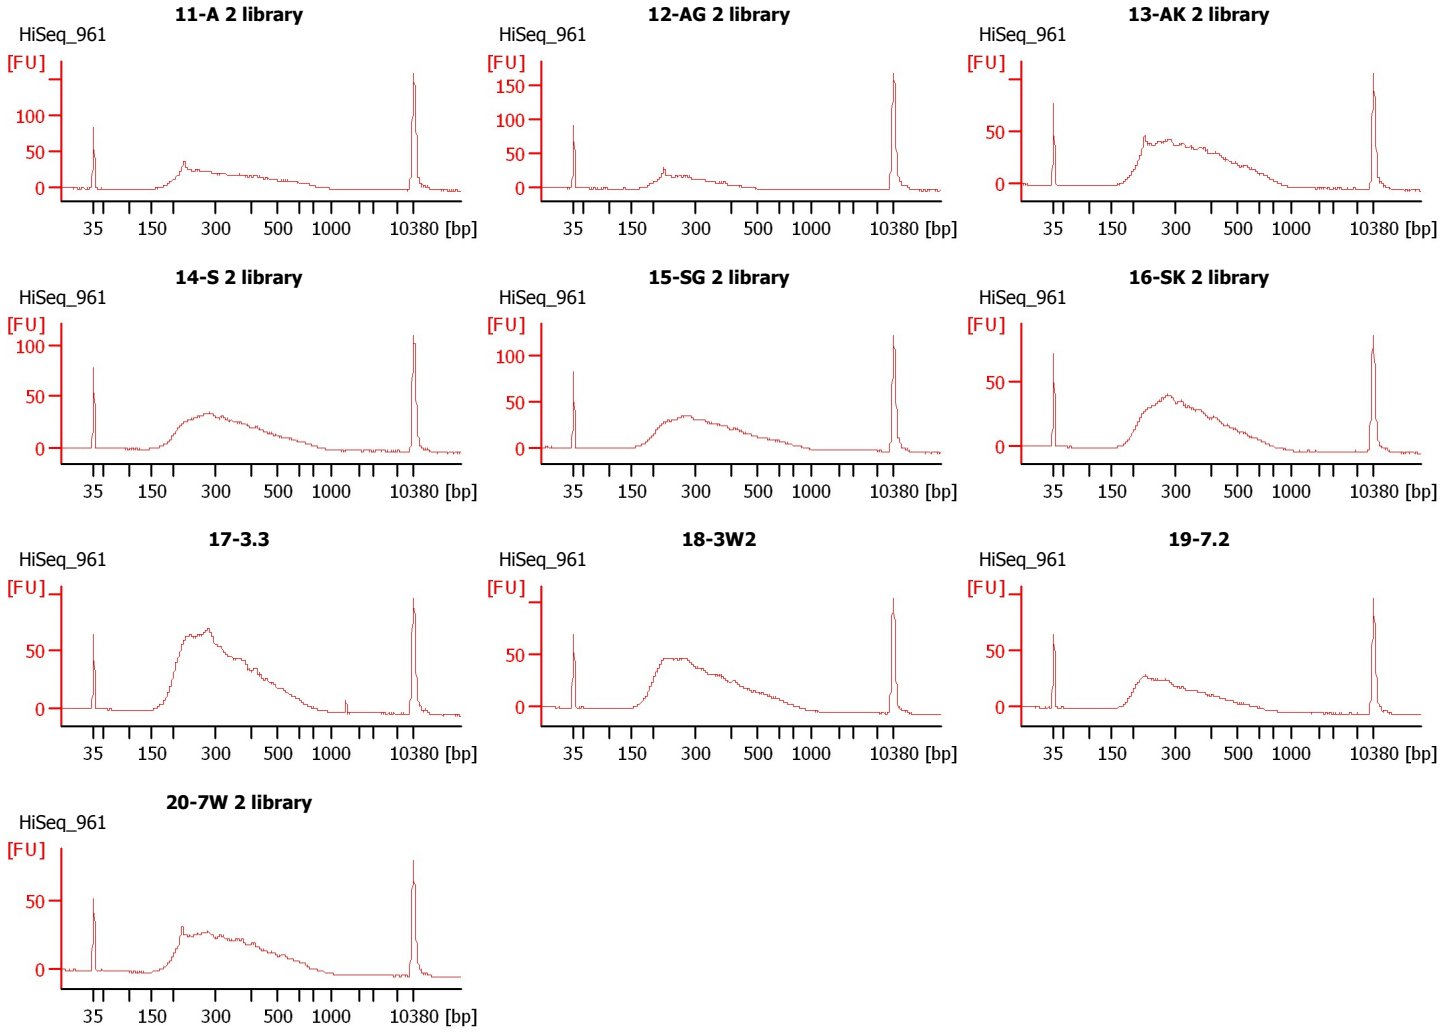 11-A 2 library
HiSeq_961
[FU]
100
50
0
35 150 300 500 1000 10380 [bp]
12-AG 2 library
HiSeq_961
[FU]
150
100
50
0
35 150 300 500 1000 10380 [bp]
13-AK 2 library
HiSeq_961
[FU]
50
0
35 150 300 500 1000 10380 [bp]
14-S 2 library
HiSeq_961
[FU]
100
50
0
35 150 300 500 1000 10380 [bp]
15-SG 2 library
HiSeq_961
[FU]
100
50
0
35 150 300 500 1000 10380 [bp]
16-SK 2 library
HiSeq_961
[FU]
50
0
35 150 300 500 1000 10380 [bp]
17-3.3
HiSeq_961
[FU]
50
0
35 150 300 500 1000 10380 [bp]
18-3W2
HiSeq_961
[FU]
50
0
35 150 300 500 1000 10380 [bp]
19-7.2
HiSeq_961
[FU]
50
0
35 150 300 500 1000 10380 [bp]
20-7W 2 library
HiSeq_961
[FU]
50
0
35 150 300 500 1000 10380 [bp]